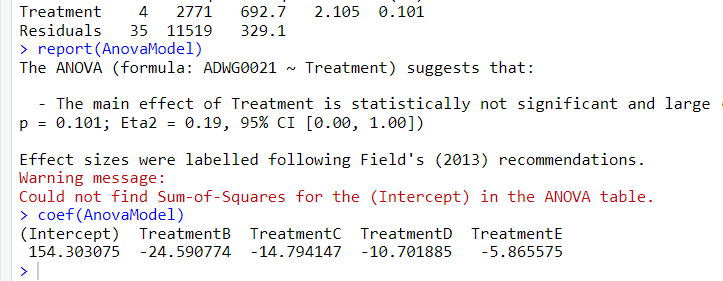 Treatment 4 2771 692.7 2.105 0.101
Residuals 35 11519 329.1
> report(AnovaModel)
The ANOVA (formula: ADWG0021 ~ Treatment) suggests that:
- The main effect of Treatment is statistically not significant and large
p = 0.101; Eta2 = 0.19, 95% CI [0.00, 1.00])
Effect sizes were labelled following Field's (2013) recommendations.
Warning message:
Could not find Sum-of-Squares for the (Intercept) in the ANOVA table.
> coef(AnovaModel)
(Intercept) TreatmentB TreatmentC TreatmentD TreatmentE
154.303075 -24.590774 -14.794147 -10.701885 -5.865575
>